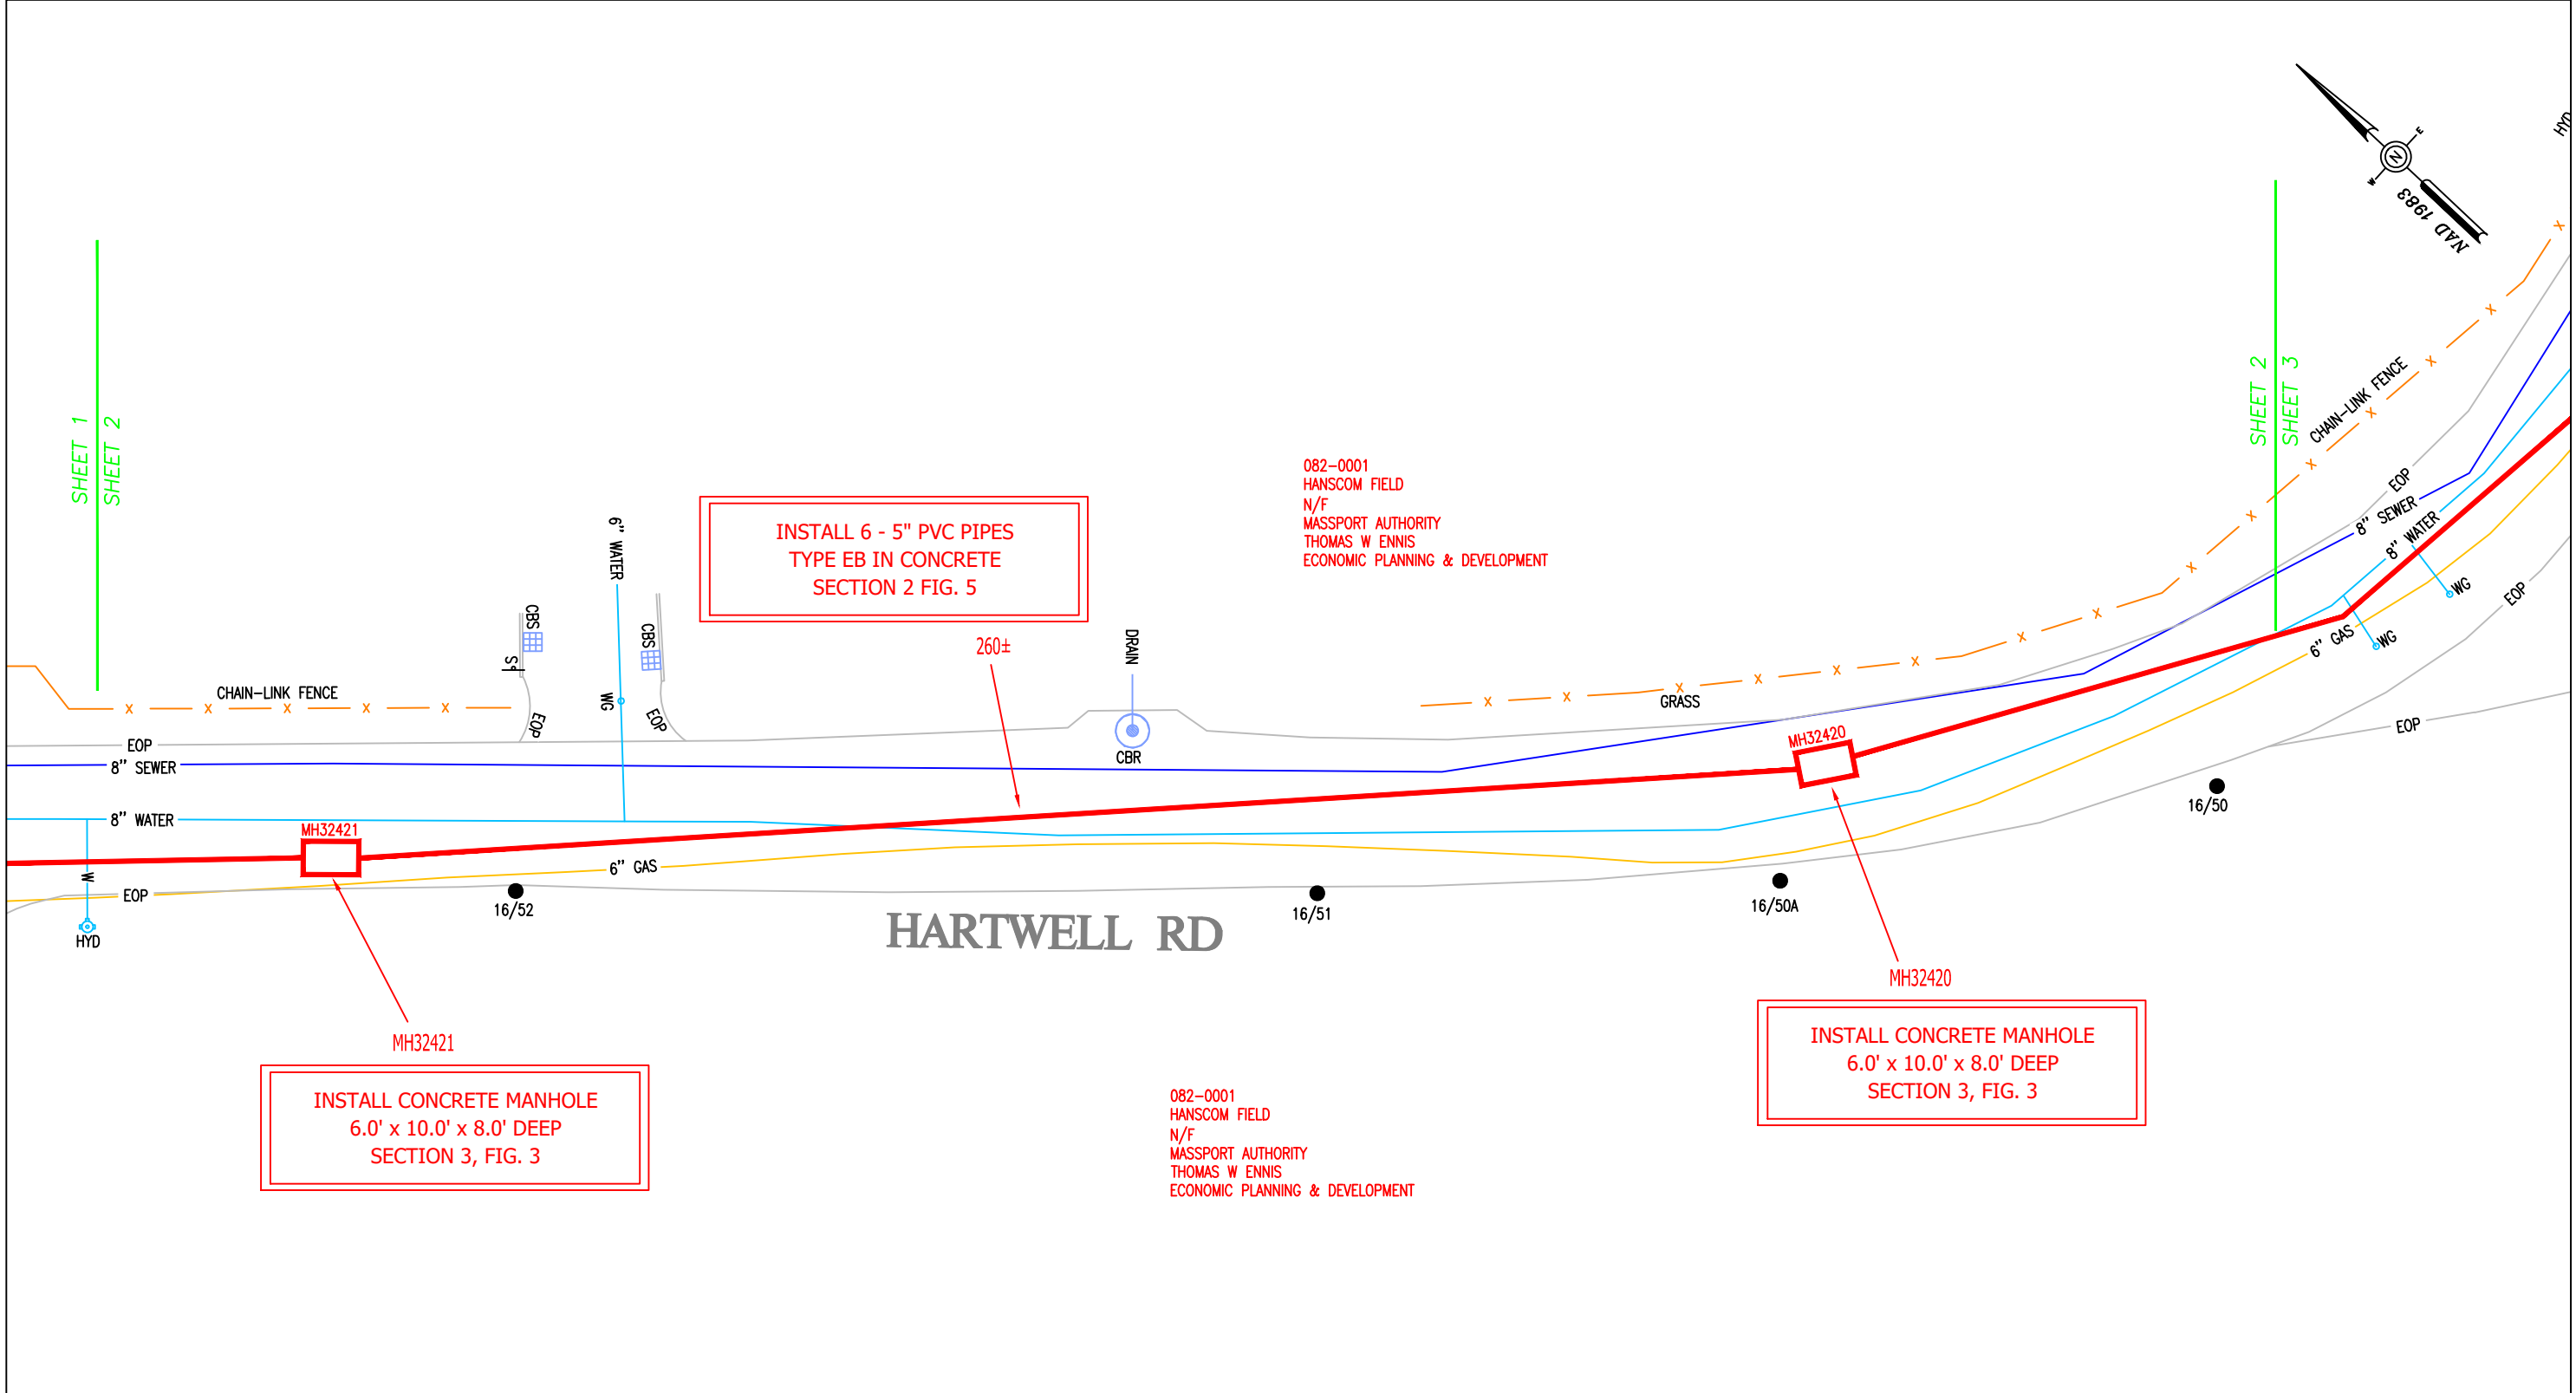 HYD
E
N
W
NAD 1983
SHEET 1
SHEET 2
SHEET 2
SHEET 3
CHAIN-LINK FENCE
082-0001
HANSCOM FIELD
N/F
MASSPORT AUTHORITY
THOMAS W ENNIS
ECONOMIC PLANNING & DEVELOPMENT
INSTALL 6 - 5" PVC PIPES
TYPE EB IN CONCRETE
SECTION 2 FIG. 5
6" WATER
EOP
8" SEWER
8" WATER
WG
EOP
WG
6" GAS
CBS
CBS
S
260±
DRAIN
CHAIN-LINK FENCE
WG
EOP
EOP
GRASS
EOP
EOP
8" SEWER
CBR
MH32420
16/50
8" WATER
MH32421
6" GAS
W
EOP
HYD
16/52
16/51
16/50A
HARTWELL RD
MH32420
INSTALL CONCRETE MANHOLE
6.0' x 10.0' x 8.0' DEEP
SECTION 3, FIG. 3
MH32421
INSTALL CONCRETE MANHOLE
6.0' x 10.0' x 8.0' DEEP
SECTION 3, FIG. 3
082-0001
HANSCOM FIELD
N/F
MASSPORT AUTHORITY
THOMAS W ENNIS
ECONOMIC PLANNING & DEVELOPMENT